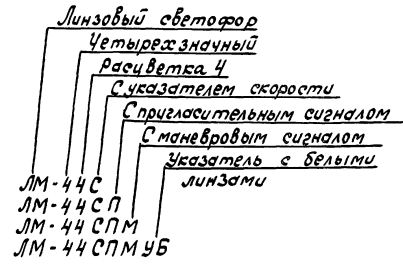 Линзовый светофор
Четырехзначный
Расцветка 4
С указателем скорости
С пригласительным сигналом
С маневровым сигналом
Указатель с белыми
линзами
ЛМ-44С
ЛМ-44СП
ЛМ-44СПМ
ЛМ-44СПМУБ